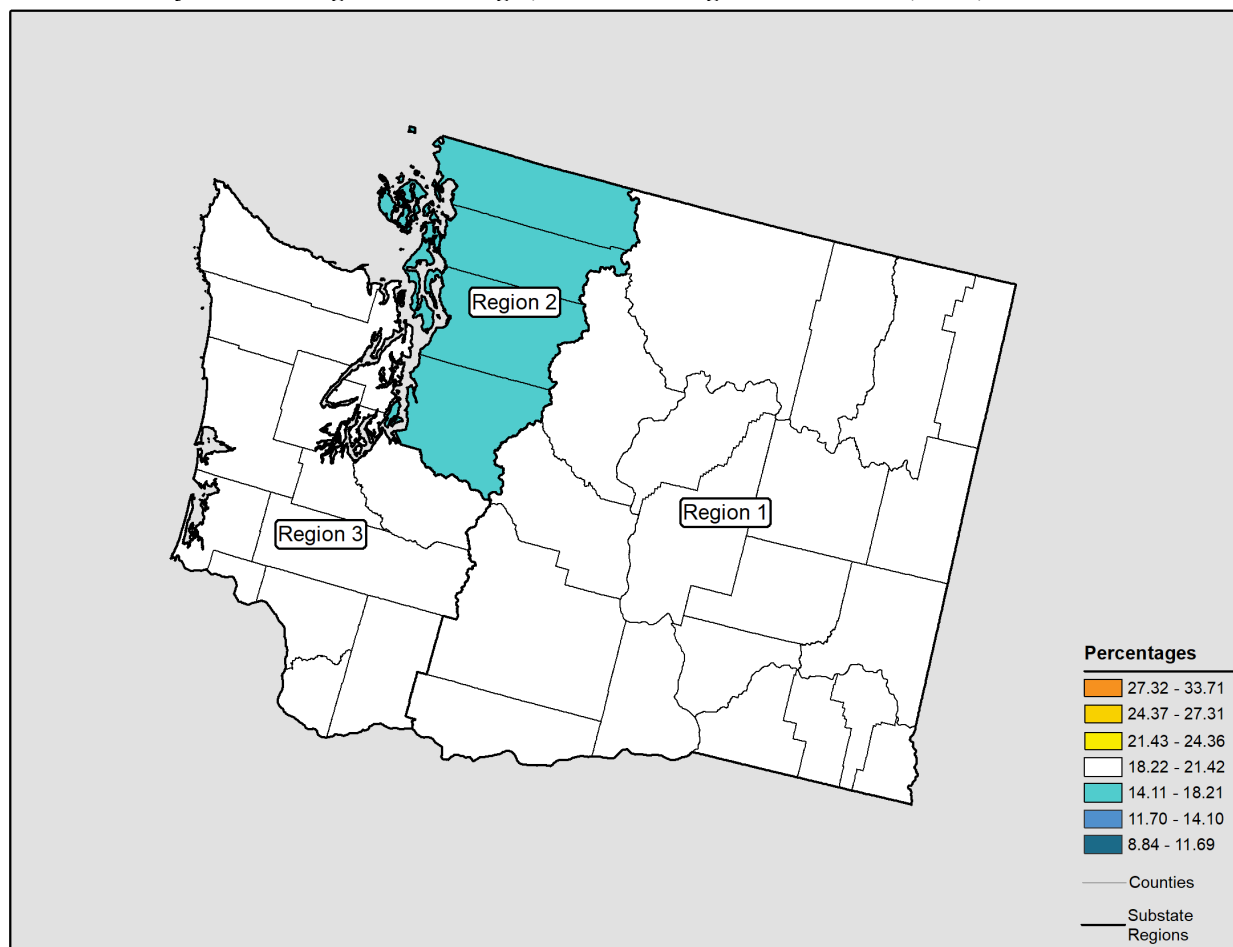 Region 2
Region 1
Region 3
Percentages
27.32 - 33.71
24.37 - 27.31
21.43 - 24.36
18.22 - 21.42
14.11 - 18.21
11.70 - 14.10
8.84 - 11.69
Counties
Substate
Regions